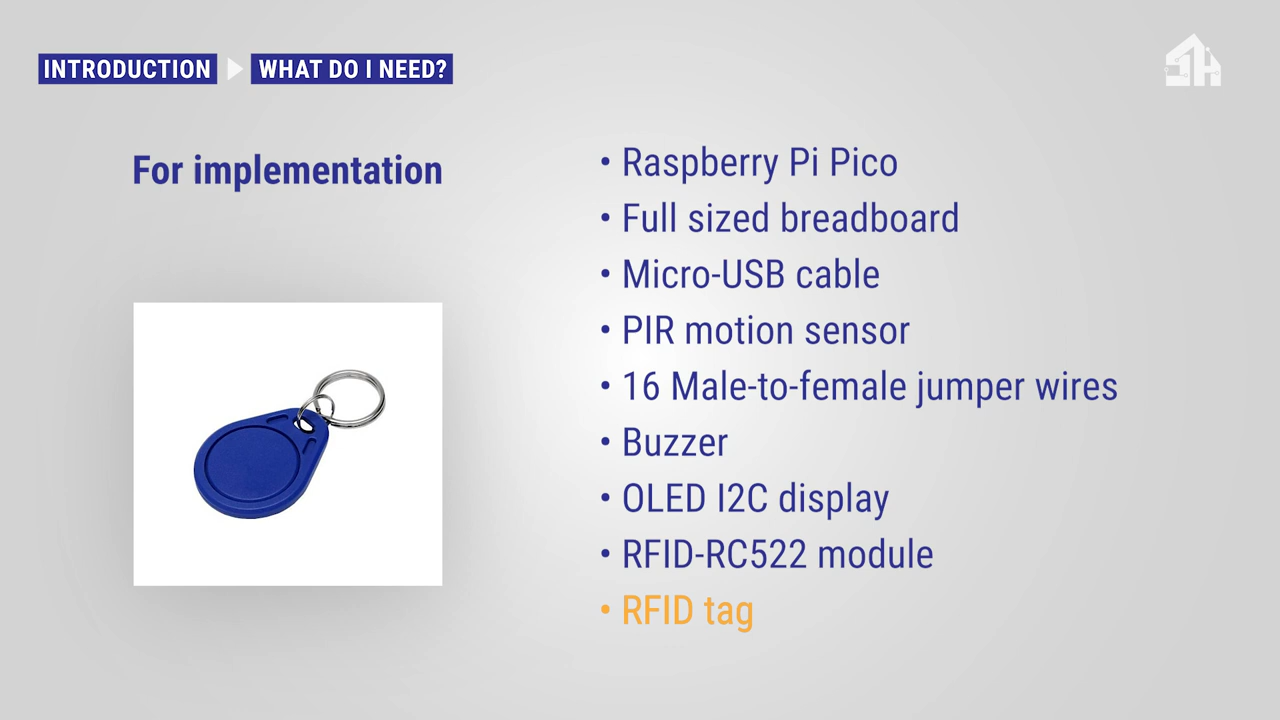 INTRODUCTION
WHAT DO I NEED?
For implementation
• Raspberry Pi Pico
• Full sized breadboard
• Micro-USB cable
• PIR motion sensor
• 16 Male-to-female jumper wires
• Buzzer
• OLED I2C display
• RFID-RC522 module
• RFID tag